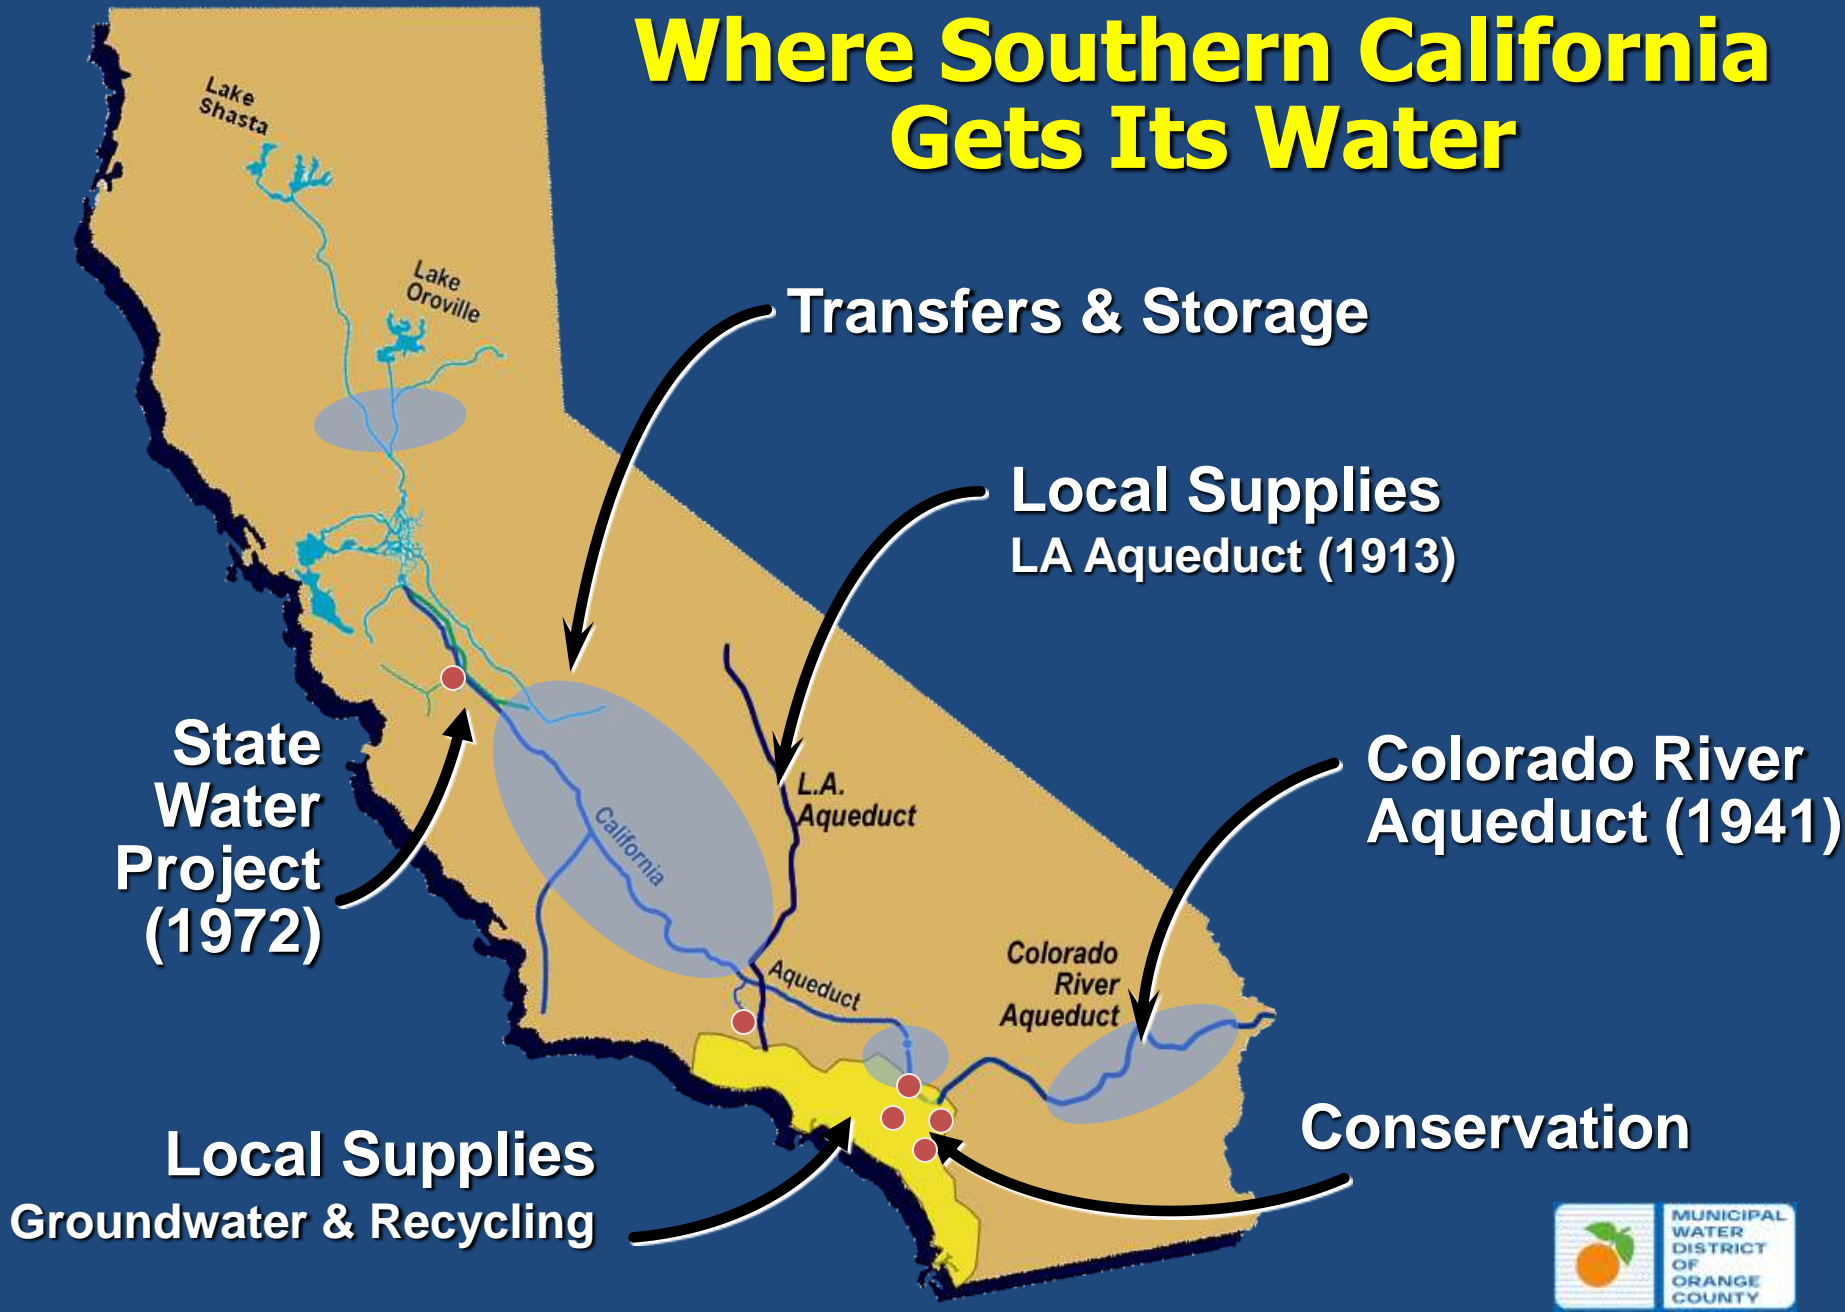 Where Southern California
Gets Its Water
Lake
Shasta
Lake
Oroville
Transfers & Storage
Local Supplies
LA Aqueduct (1913)
State
Water
Project
(1972)
L.A.
Aqueduct
Colorado River
Aqueduct (1941)
California
Aqueduct
Colorado
River
Aqueduct
Conservation
Local Supplies
Groundwater & Recycling
MUNICIPAL
WATER
DISTRICT
OF
ORANGE
COUNTY